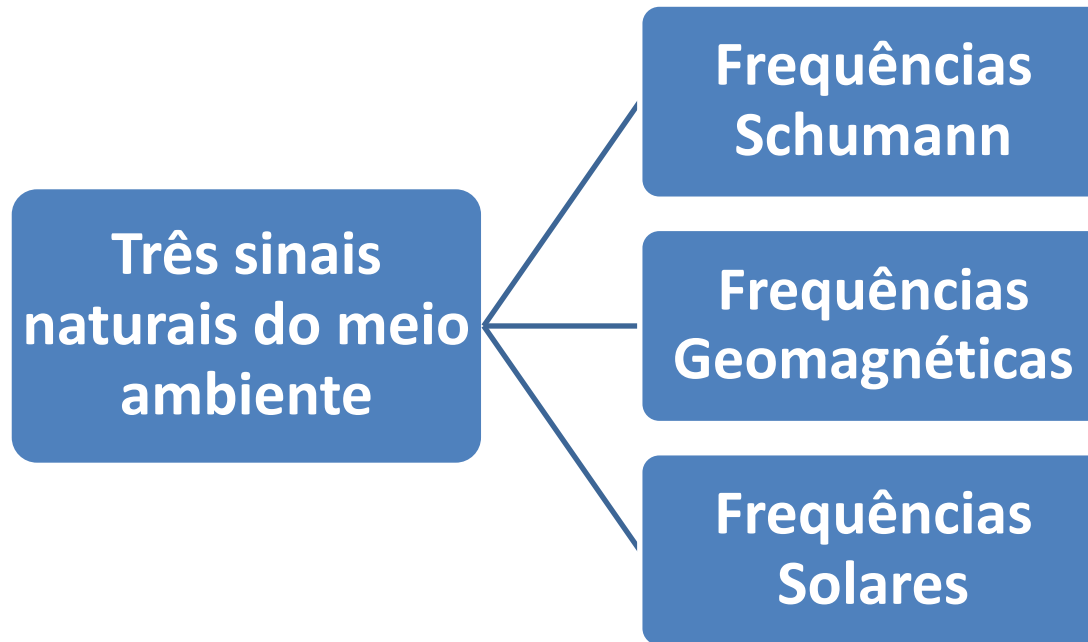 Três sinais
naturais do meio
ambiente
Frequências
Schumann
Frequências
Geomagnéticas
Frequências
Solares